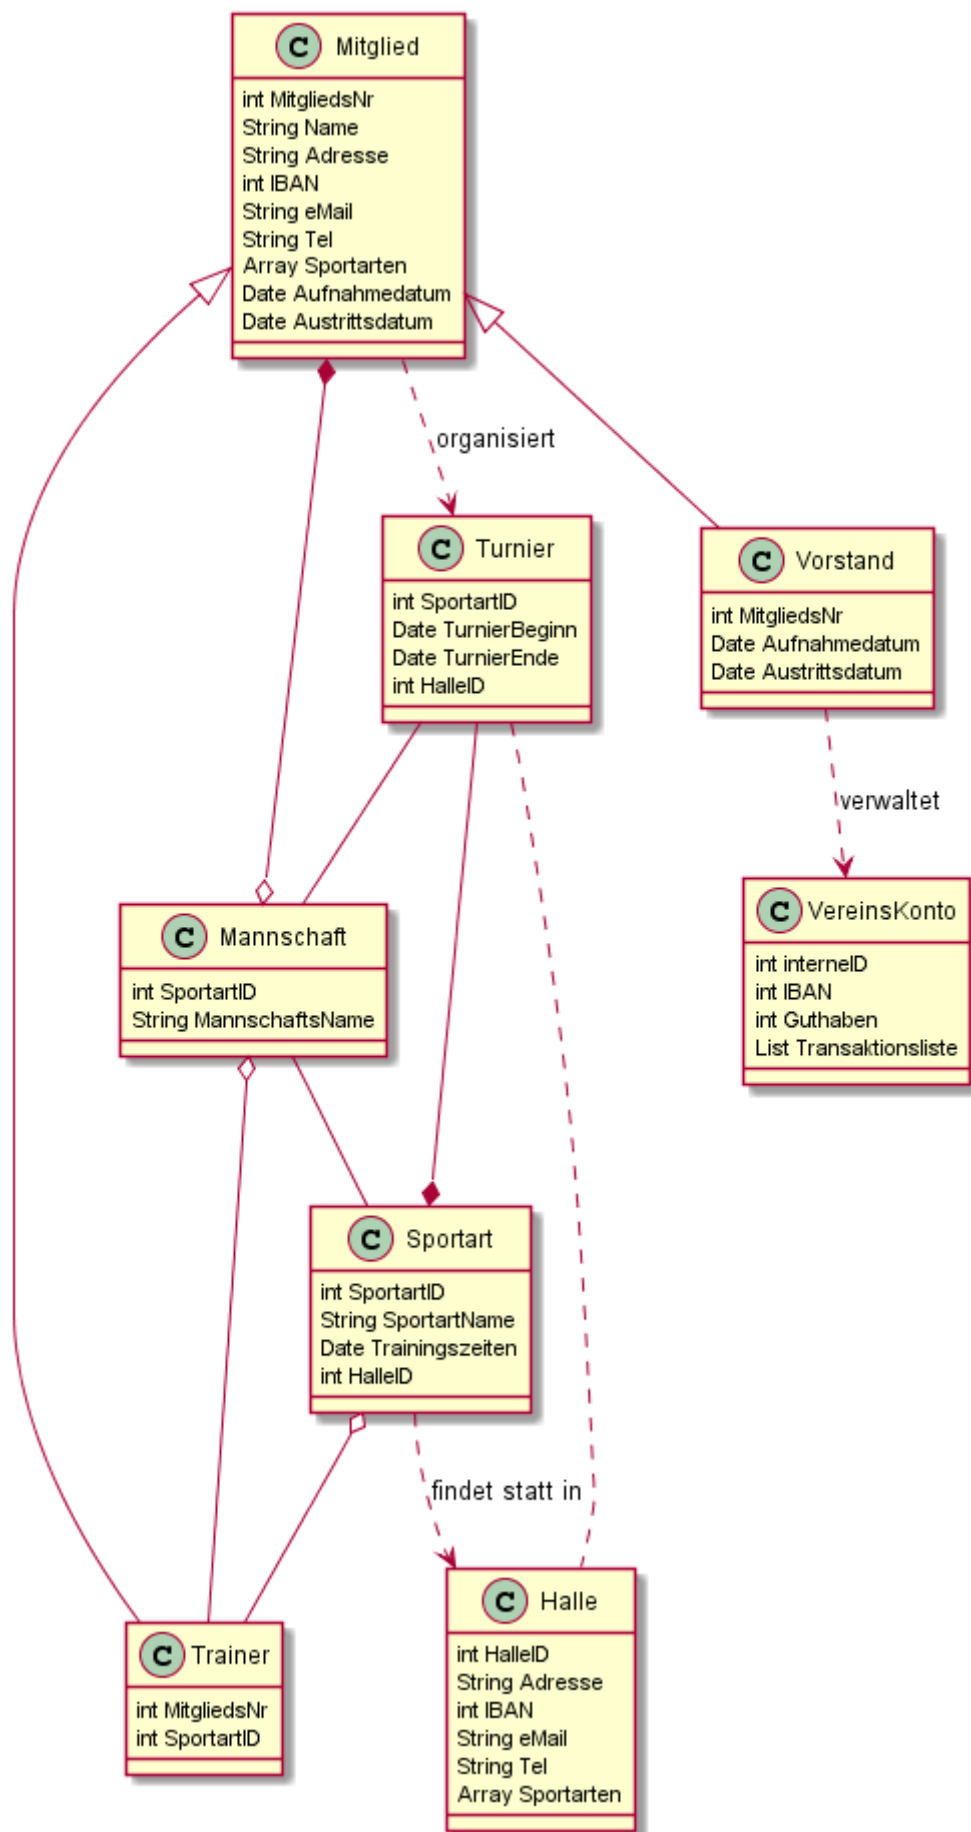 C Mitglied
int MitgliedsNr
String Name
String Adresse
int IBAN
String eMail
String Tel
Array Sportarten
Date Aufnahmedatum
Date Austrittsdatum
organisiert
C Turnier
int SportartID
Date TurnierBeginn
Date TurnierEnde
int HalleID
C Vorstand
int MitgliedsNr
Date Aufnahmedatum
Date Austrittsdatum
verwaltet
C Mannschaft
int SportartID
String MannschaftsName
C VereinsKonto
int interneID
int IBAN
int Guthaben
List Transaktionsliste
C Sportart
int SportartID
String SportartName
Date Trainingszeiten
int HalleID
findet statt in
C Trainer
int MitgliedsNr
int SportartID
C Halle
int HalleID
String Adresse
int IBAN
String eMail
String Tel
Array Sportarten